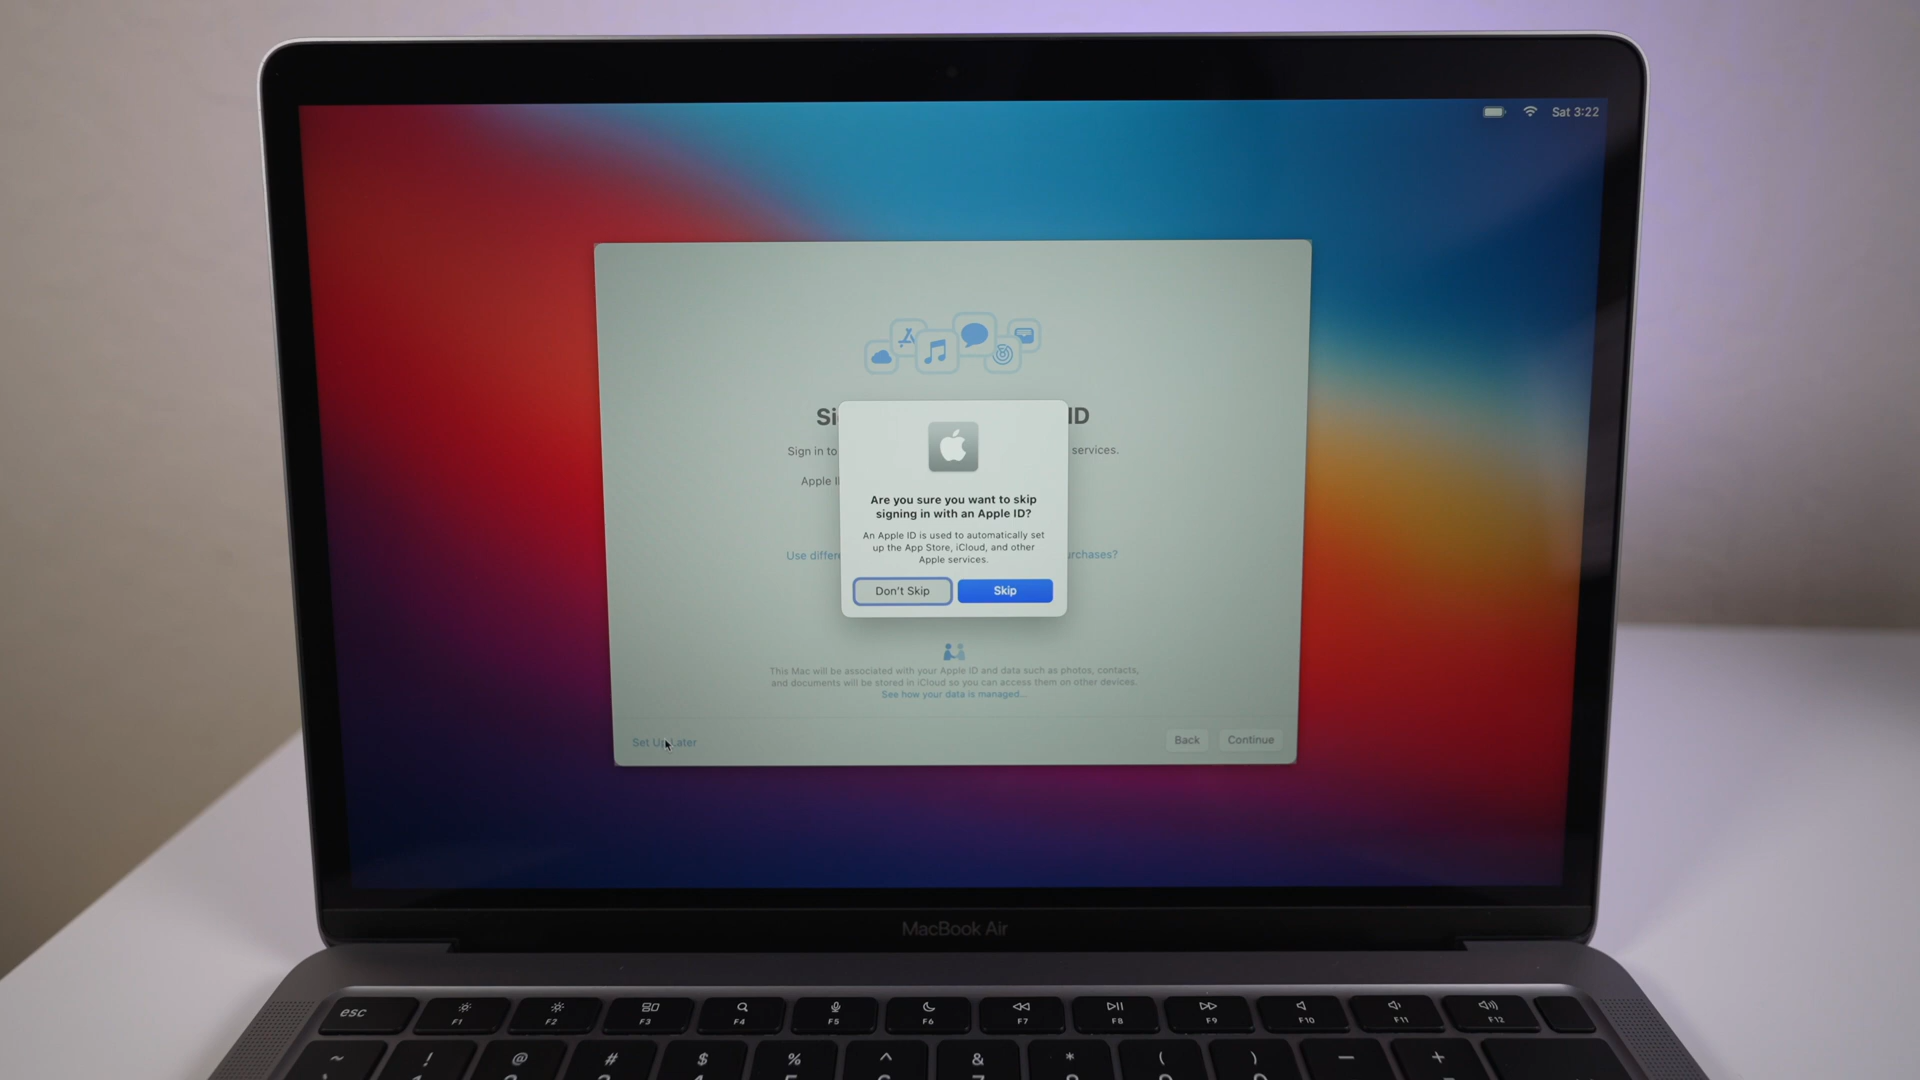 Sat 3:22
Si ID
Sign in to services.
Apple I
Are you sure you want to skip
signing in with an Apple ID?
An Apple ID is used to automatically set
up the App Store, iCloud, and other
Apple services.
Use differe urchases?
Don't Skip Skip
This Mac will be associated with your Apple ID and data such as photos, contacts,
and documents will be stored in iCloud so you can access them on other devices.
See how your data is managed...
Set Up Later Back Continue
MacBook Air
esc F1 F2 F3 F4 F5 F6 F7 F8 F9 F10 F11 F12
~ ! @ # $ % ^ & * ( ) — +